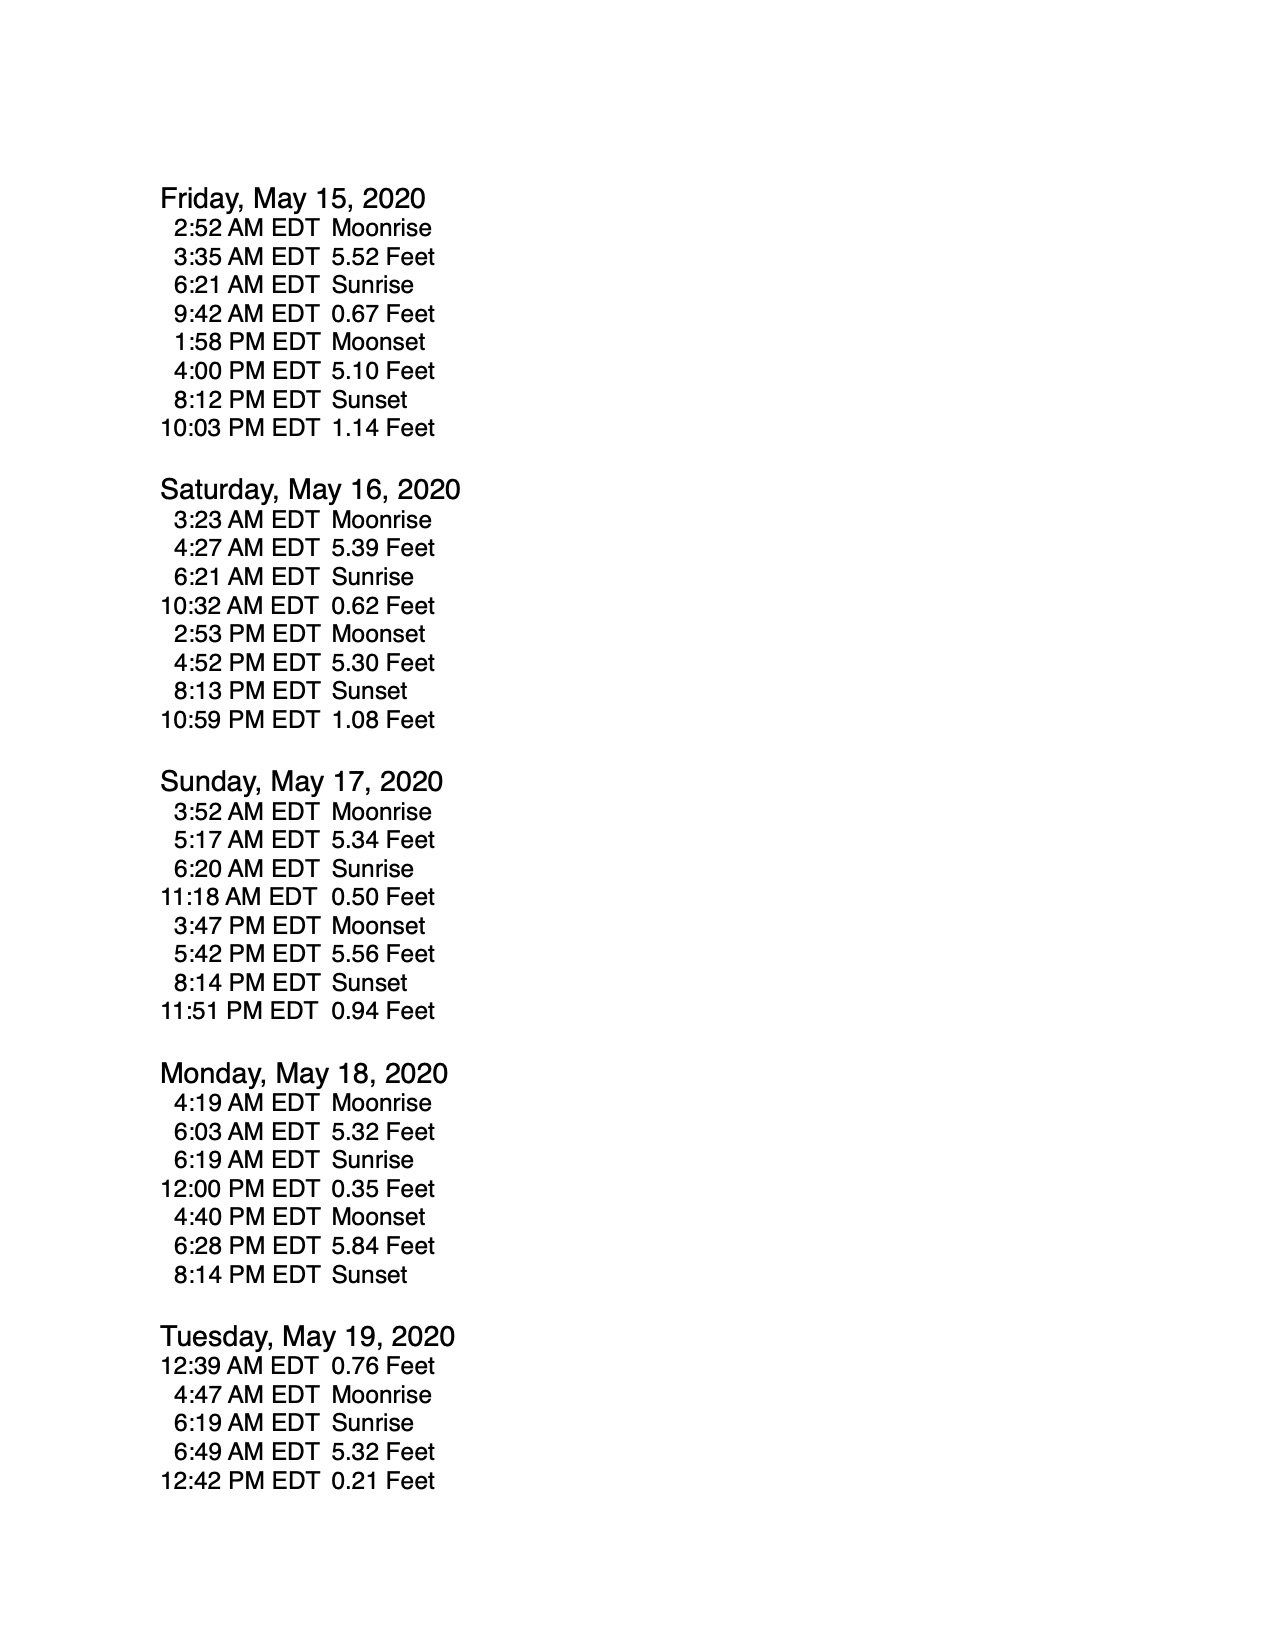 Friday, May 15, 2020
2:52 AM EDT Moonrise
3:35 AM EDT 5.52 Feet
6:21 AM EDT Sunrise
9:42 AM EDT 0.67 Feet
1:58 PM EDT Moonset
4:00 PM EDT 5.10 Feet
8:12 PM EDT Sunset
10:03 PM EDT 1.14 Feet
Saturday, May 16, 2020
3:23 AM EDT Moonrise
4:27 AM EDT 5.39 Feet
6:21 AM EDT Sunrise
10:32 AM EDT 0.62 Feet
2:53 PM EDT Moonset
4:52 PM EDT 5.30 Feet
8:13 PM EDT Sunset
10:59 PM EDT 1.08 Feet
Sunday, May 17, 2020
3:52 AM EDT Moonrise
5:17 AM EDT 5.34 Feet
6:20 AM EDT Sunrise
11:18 AM EDT 0.50 Feet
3:47 PM EDT Moonset
5:42 PM EDT 5.56 Feet
8:14 PM EDT Sunset
11:51 PM EDT 0.94 Feet
Monday, May 18, 2020
4:19 AM EDT Moonrise
6:03 AM EDT 5.32 Feet
6:19 AM EDT Sunrise
12:00 PM EDT 0.35 Feet
4:40 PM EDT Moonset
6:28 PM EDT 5.84 Feet
8:14 PM EDT Sunset
Tuesday, May 19, 2020
12:39 AM EDT 0.76 Feet
4:47 AM EDT Moonrise
6:19 AM EDT Sunrise
6:49 AM EDT 5.32 Feet
12:42 PM EDT 0.21 Feet